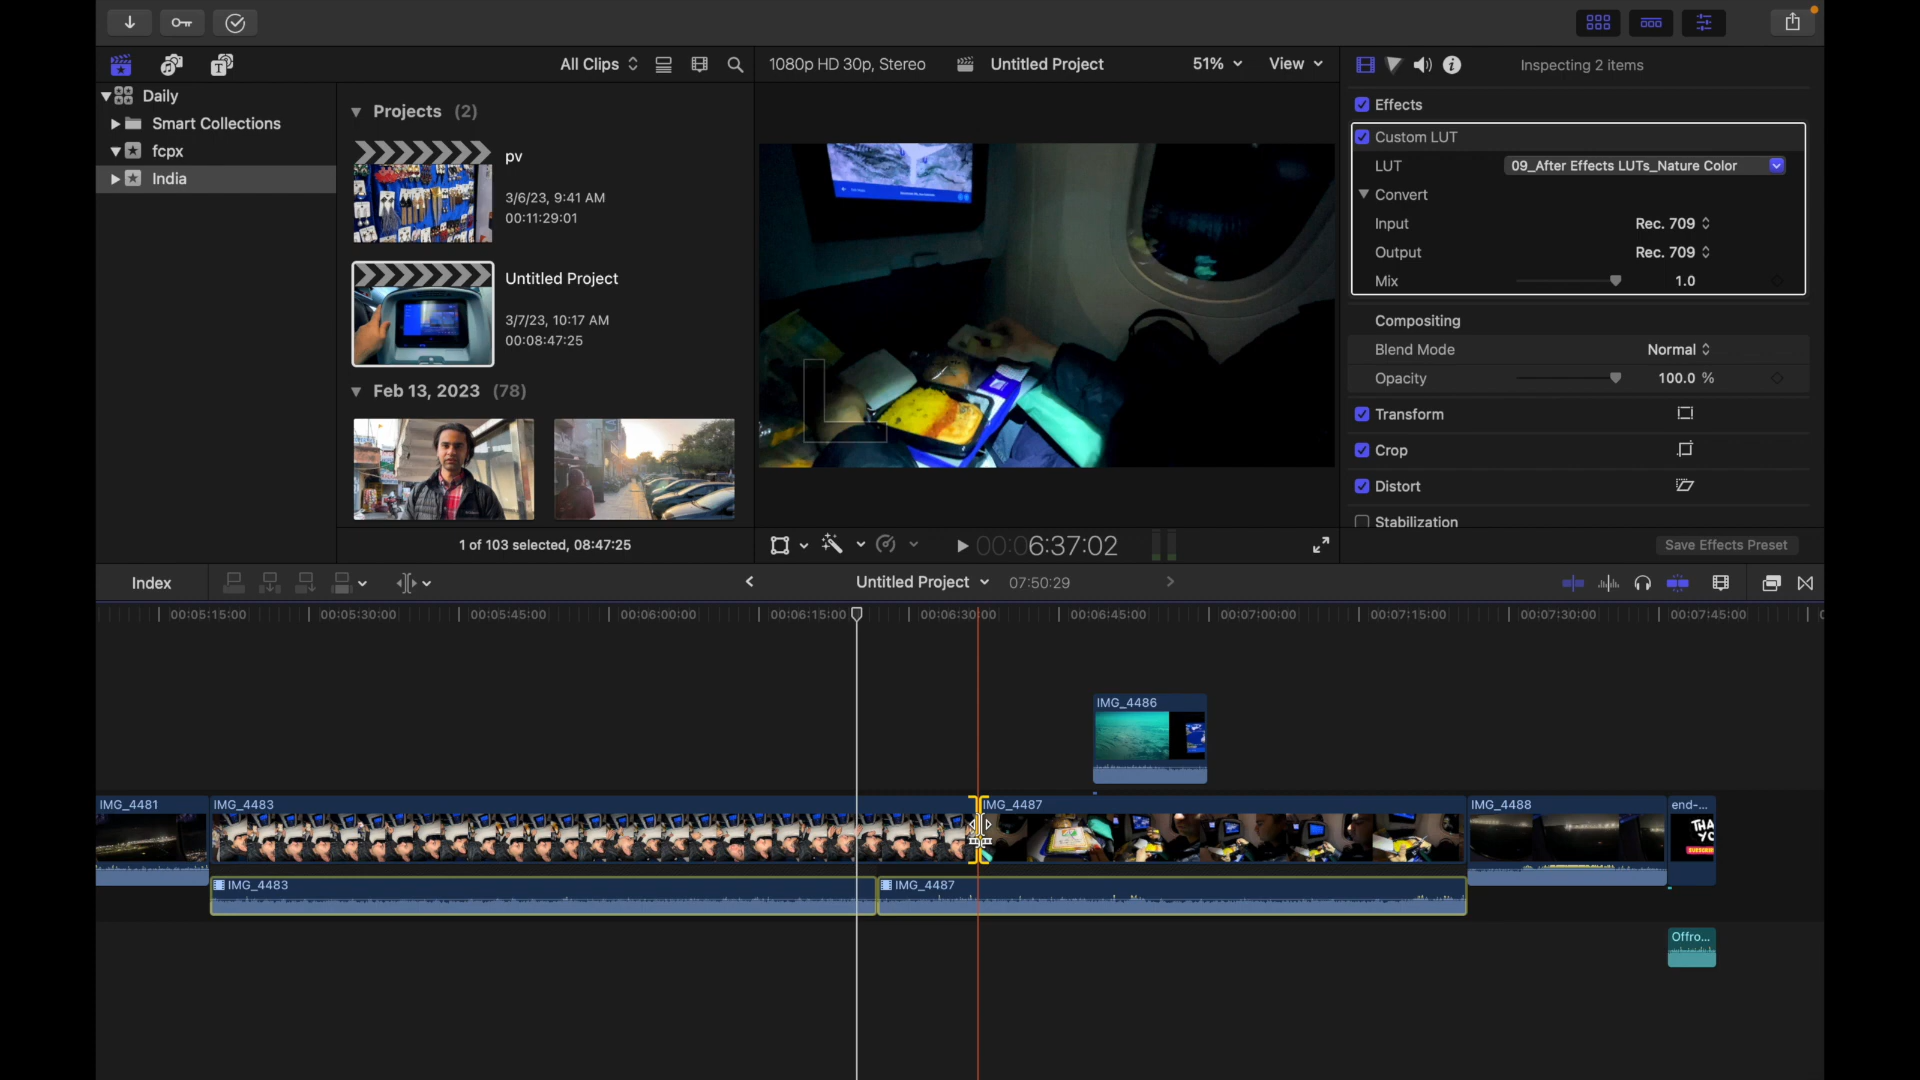 All Clips
1080p HD 30p, Stereo
Untitled Project
51%
View
Inspecting 2 items
Daily
Smart Collections
fcpx
India
Projects (2)
pv
3/6/23, 9:41 AM
00:11:29:01
Untitled Project
3/7/23, 10:17 AM
00:08:47:25
Feb 13, 2023 (78)
1 of 103 selected, 08:47:25
00:06:37:02
Effects
Custom LUT
LUT 09_After Effects LUTs_Nature Color
Convert
Input Rec. 709
Output Rec. 709
Mix 1.0
Compositing
Blend Mode Normal
Opacity 100.0 %
Transform
Crop
Distort
Stabilization
Save Effects Preset
Index
Untitled Project
07:50:29
00:05:15:00 00:05:30:00 00:05:45:00 00:06:00:00 00:06:15:00 00:06:30:00 00:06:45:00 00:07:00:00 00:07:15:00 00:07:30:00 00:07:45:00
IMG_4486
IMG_4481
IMG_4483
IMG_4487
IMG_4488
end-...
THA
IMG_4483
IMG_4487
Offro...